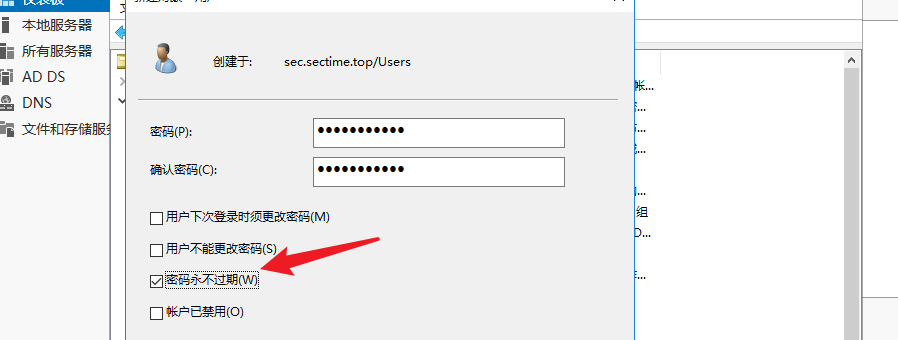 仪表板
本地服务器
所有服务器
AD DS
DNS
文件和存储服
创建于: sec.sectime.top/Users
密码(P): ●●●●●●●●●●●
确认密码(C): ●●●●●●●●●●●
用户下次登录时须更改密码(M)
用户不能更改密码(S)
密码永不过期(W)
帐户已禁用(O)
帐...
组
O...